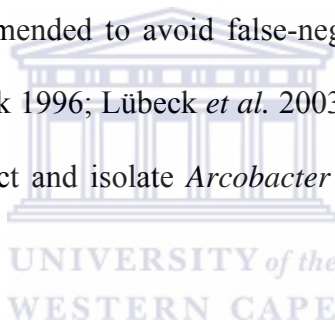 mended to avoid false-neg
k 1996; Lübeck et al. 2003
ct and isolate Arcobacter
UNIVERSITY of the
WESTERN CAPE